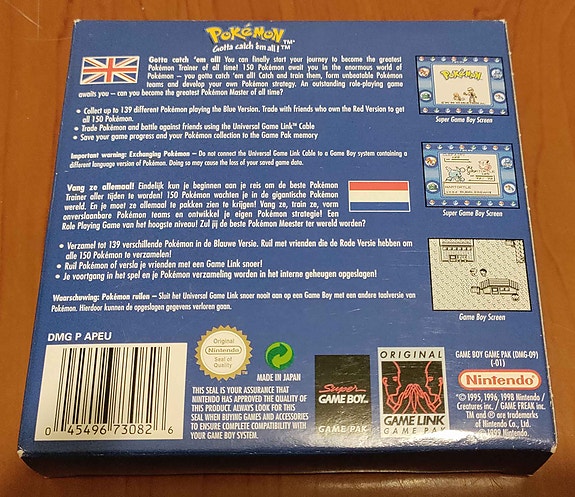 POKéMON™
Gotta catch 'em all!™
Gotta catch 'em all! You can finally start your journey to become the greatest
Pokémon Trainer of all time! 150 Pokémon await you in the enormous world of
Pokémon – you gotta catch 'em all! Catch and train them, form unbeatable Pokémon
teams and develop your own Pokémon strategy. An outstanding role-playing game
awaits you – can you become the greatest Pokémon Master of all time?
• Collect up to 139 different Pokémon playing the Blue Version. Trade with friends who own the Red Version to get
all 150 Pokémon.
• Trade Pokémon and battle against friends using the Universal Game Link™ Cable
• Save your game progress and your Pokémon collection to the Game Pak memory
Important warning: Exchanging Pokémon – Do not connect the Universal Game Link Cable to a Game Boy system containing a
different language version of Pokémon. Doing so may cause the loss of your saved game data.
Vang ze allemaal! Eindelijk kun je beginnen aan je reis om de beste Pokémon
Trainer aller tijden te worden! 150 Pokémon wachten je in de gigantische Pokémon
wereld. En je moet ze allemaal te pakken zien te krijgen! Vang ze, train ze, vorm
onverslaanbare Pokémon teams en ontwikkel je eigen Pokémon strategie! Een
Role Playing Game van het hoogste niveau! Zul jij de beste Pokémon Meester ter wereld worden?
• Verzamel tot 139 verschillende Pokémon in de Blauwe Versie. Ruil met vrienden die de Rode Versie hebben om
alle 150 Pokémon te verzamelen!
• Ruil Pokémon of versla je vrienden met een Game Link snoer!
• Je voortgang in het spel en je Pokémon verzameling worden in het interne geheugen opgeslagen!
Waarschuwing: Pokémon ruilen – Sluit het Universal Game Link snoer nooit aan op een Game Boy met een andere taalversie van
Pokémon. Hierdoor kunnen de opgeslagen gegevens verloren gaan.
POKéMON
Super Game Boy Screen
WARTORTLE
Super Game Boy Screen
Game Boy Screen
DMG P APEU
0 45496 73082 6
Original
Nintendo
Seal of
Quality
MADE IN JAPAN
THIS SEAL IS YOUR ASSURANCE THAT
NINTENDO HAS APPROVED THE QUALITY OF
THIS PRODUCT. ALWAYS LOOK FOR THIS
SEAL WHEN BUYING GAMES AND ACCESSORIES
TO ENSURE COMPLETE COMPATIBILITY WITH
YOUR GAME BOY SYSTEM.
Super
GAME BOY™
GAME PAK
ORIGINAL
GAME LINK™
GAME PAK
GAME BOY GAME PAK (DMG-09)
(-01)
Nintendo®
© 1995, 1996, 1998 Nintendo /
Creatures inc. / GAME FREAK inc.
TM and ® are trademarks
of Nintendo Co., Ltd.
© 1999 Nintendo.